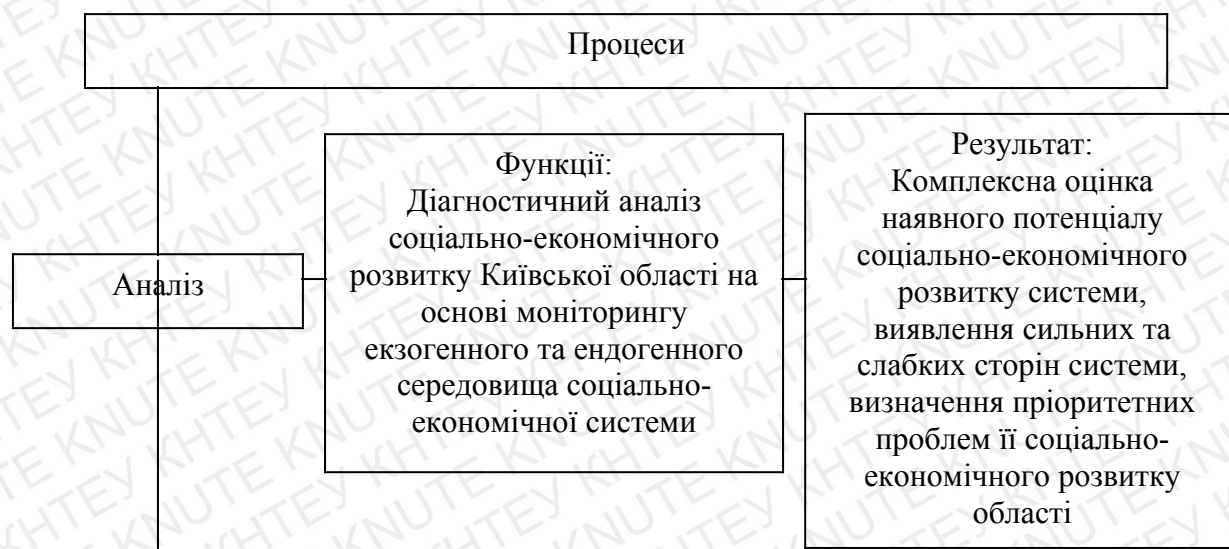 Процеси
Аналіз
Функції:
Діагностичний аналіз
соціально-економічного
розвитку Київської області на
основі моніторингу
екзогенного та ендогенного
середовища соціально-
економічної системи
Результат:
Комплексна оцінка
наявного потенціалу
соціально-економічного
розвитку системи,
виявлення сильних та
слабких сторін системи,
визначення пріоритетних
проблем її соціально-
економічного розвитку
області